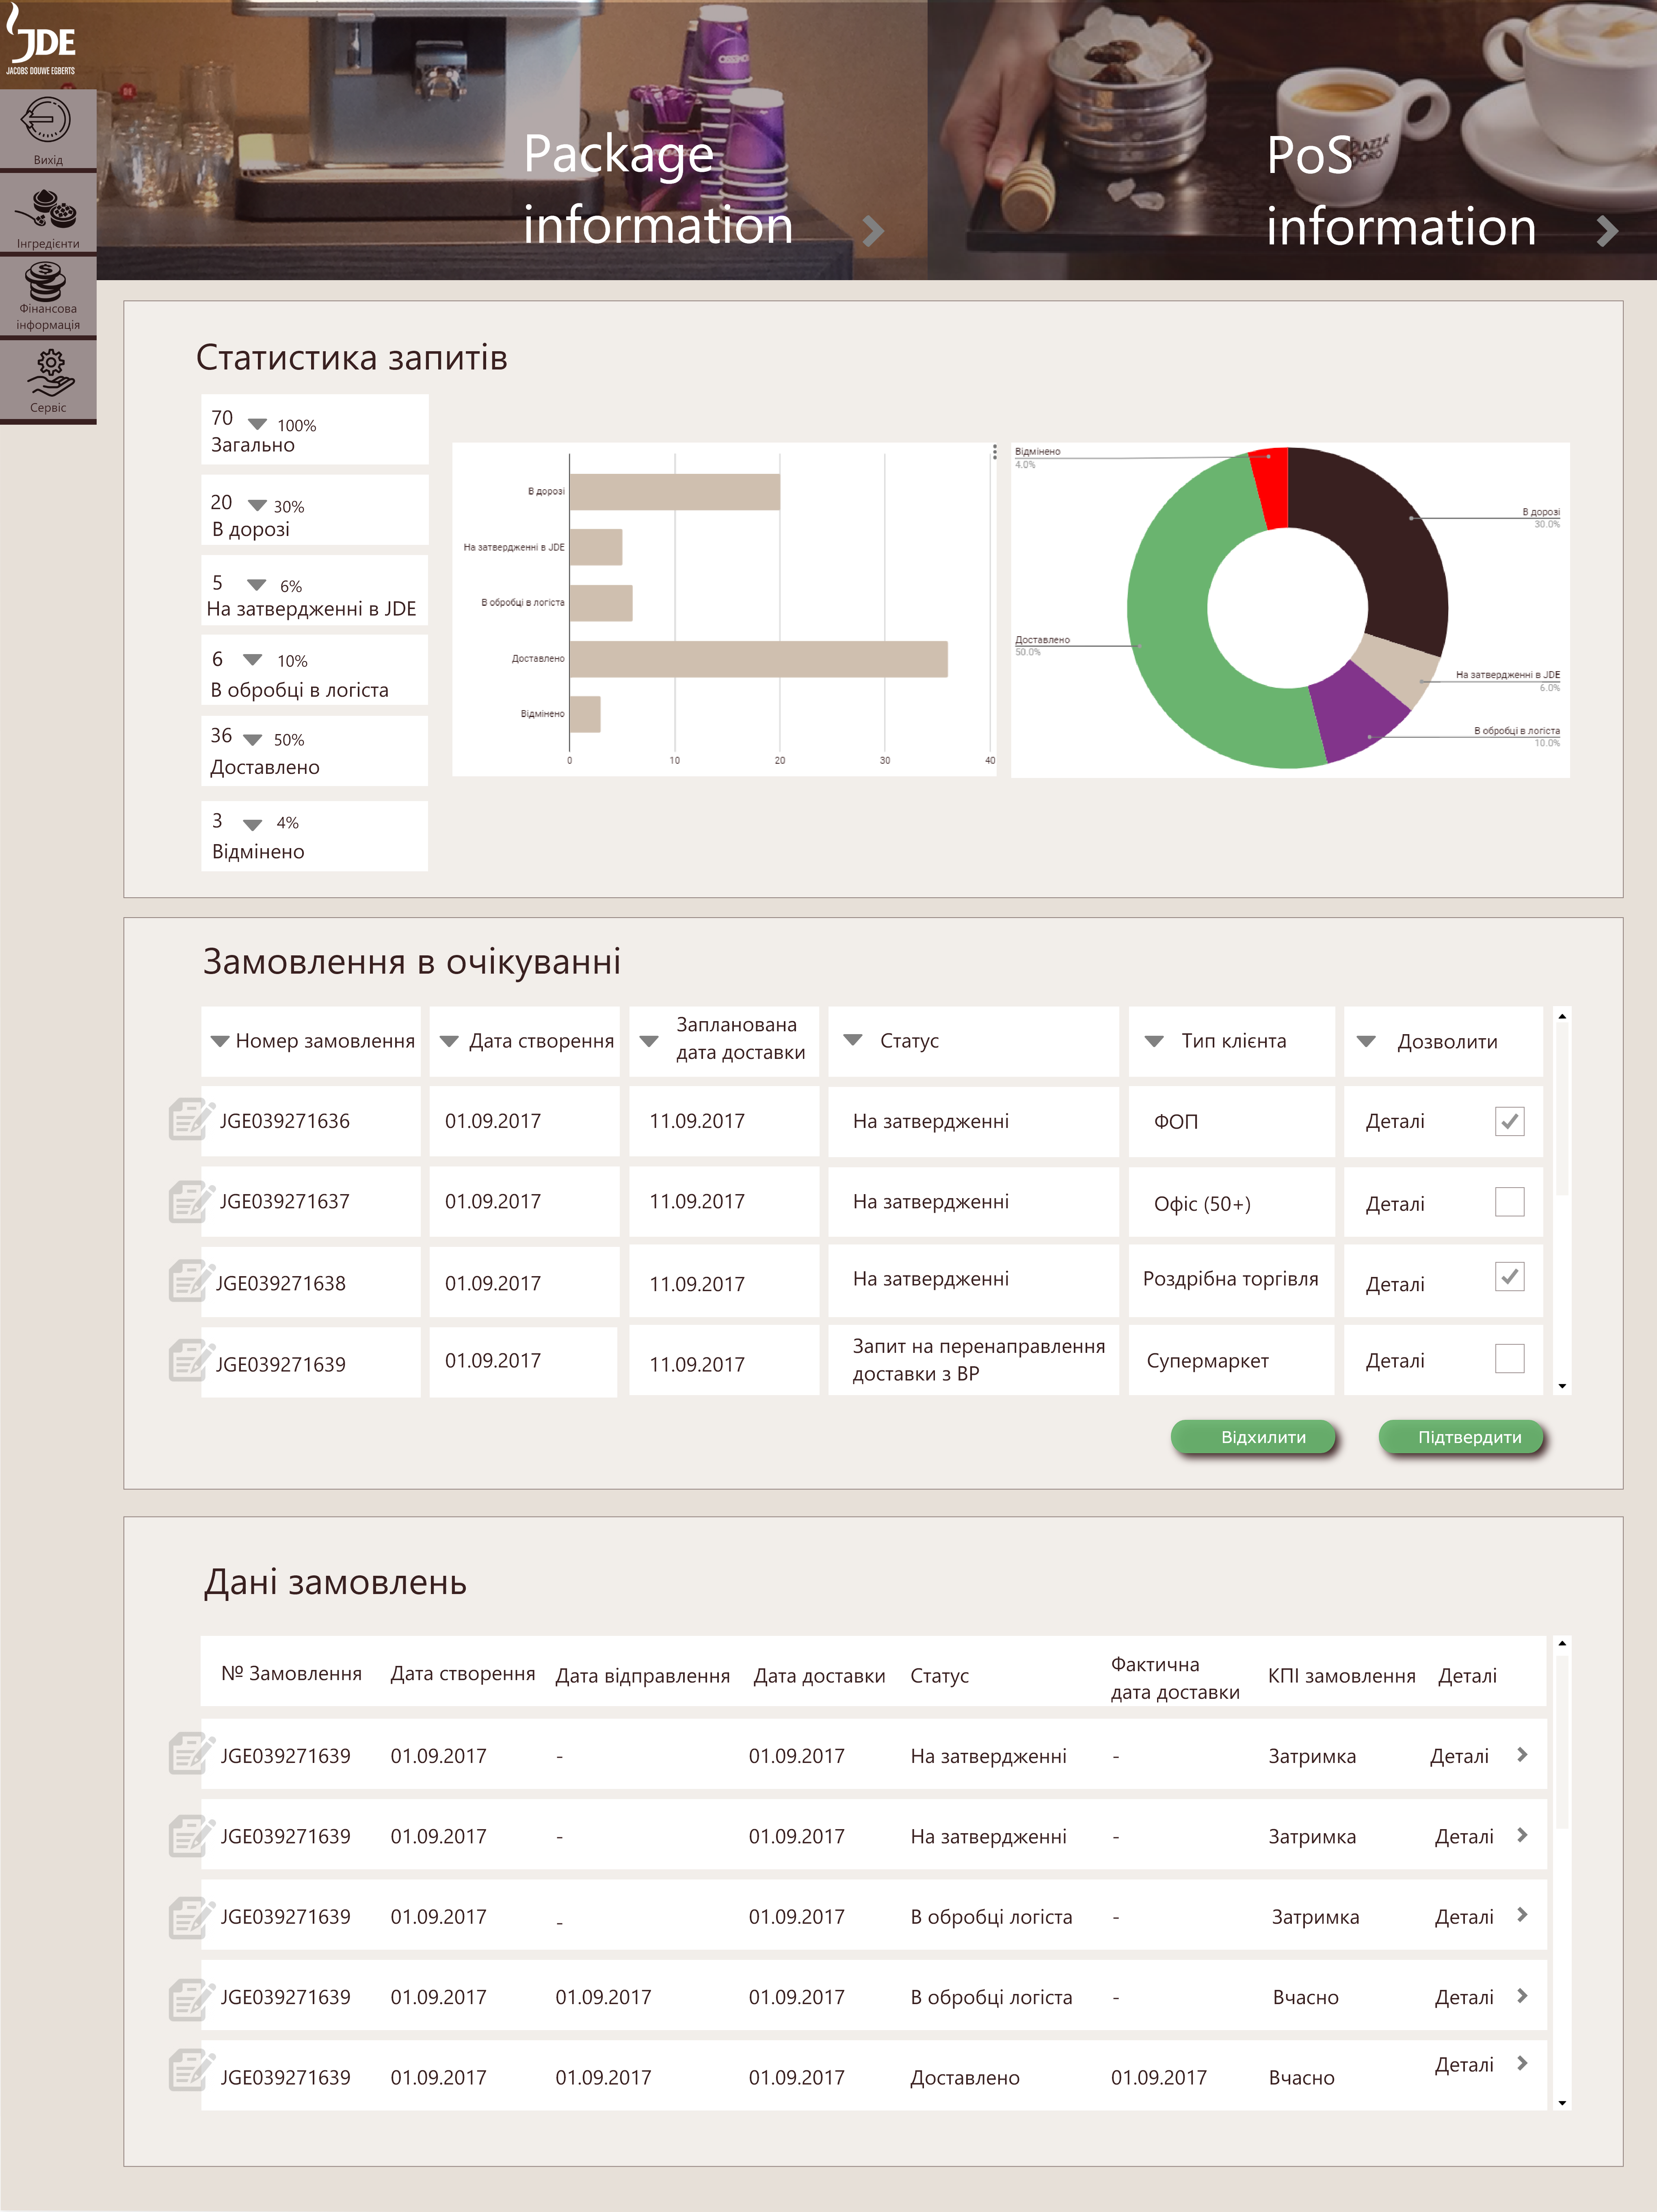 JDE
JACOBS DOUWE EGBERTS
Вихід
Інгредієнти
Фінансова
інформація
Сервіс
Package
information
PIAZZA
D'ORO
PoS
information
Статистика запитів
70 100%
Загально
20 30%
В дорозі
5 6%
На затвердженні в JDE
6 10%
В обробці в логіста
36 50%
Доставлено
3 4%
Відмінено
В дорозі
На затвердженні в JDE
В обробці в логіста
Доставлено
Відмінено
0 10 20 30 40
Відмінено
4.0%
В дорозі
30.0%
Доставлено
50.0%
На затвердженні в JDE
6.0%
В обробці в логіста
10.0%
Замовлення в очікуванні
Номер замовлення Дата створення Запланована дата доставки Статус Тип клієнта Дозволити
JGE039271636 01.09.2017 11.09.2017 На затвердженні ФОП Деталі
JGE039271637 01.09.2017 11.09.2017 На затвердженні Офіс (50+) Деталі
JGE039271638 01.09.2017 11.09.2017 На затвердженні Роздрібна торгівля Деталі
JGE039271639 01.09.2017 11.09.2017 Запит на перенаправлення доставки з ВР Супермаркет Деталі
Відхилити Підтвердити
Дані замовлень
№ Замовлення Дата створення Дата відправлення Дата доставки Статус Фактична дата доставки КПІ замовлення Деталі
JGE039271639 01.09.2017 - 01.09.2017 На затвердженні - Затримка Деталі
JGE039271639 01.09.2017 - 01.09.2017 На затвердженні - Затримка Деталі
JGE039271639 01.09.2017 - 01.09.2017 В обробці логіста - Затримка Деталі
JGE039271639 01.09.2017 01.09.2017 01.09.2017 В обробці логіста - Вчасно Деталі
JGE039271639 01.09.2017 01.09.2017 01.09.2017 Доставлено 01.09.2017 Вчасно Деталі